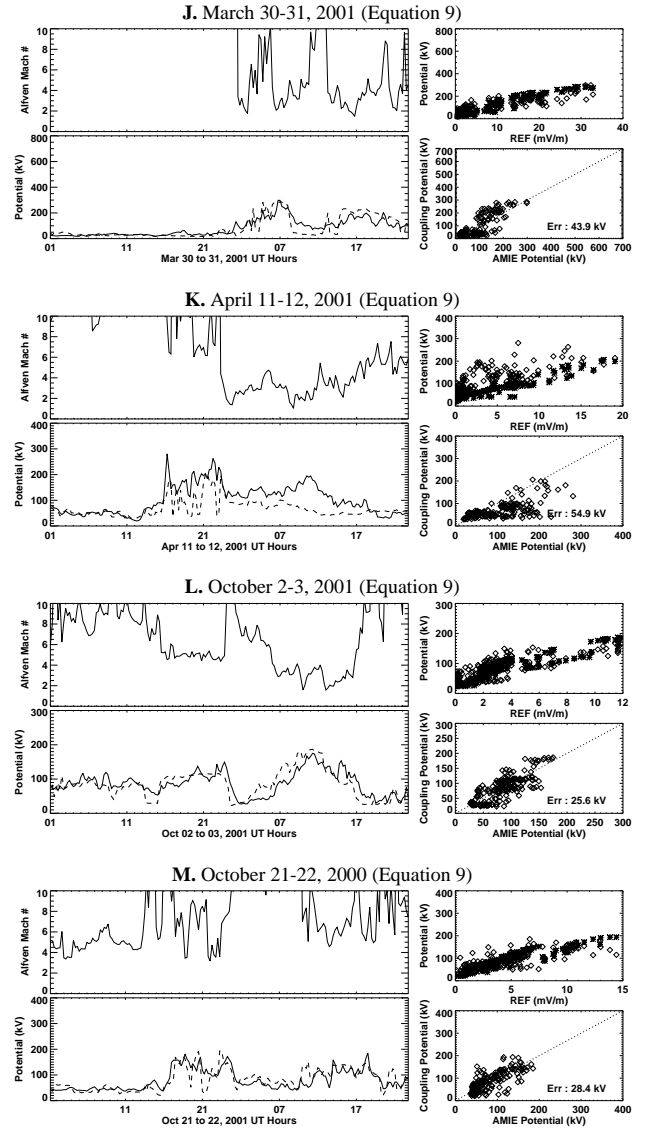 J. March 30-31, 2001 (Equation 9)
10
8
6
4
2
0
Alfven Mach #
800
600
400
200
0
Potential (kV)
01 11 21 07 17
Mar 30 to 31, 2001 UT Hours
800
600
400
200
0
Potential (kV)
0 10 20 30 40
REF (mV/m)
700
600
500
400
300
200
100
0
Coupling Potential (kV)
Err : 43.9 kV
0 100 200 300 400 500 600 700
AMIE Potential (kV)
K. April 11-12, 2001 (Equation 9)
10
8
6
4
2
0
Alfven Mach #
400
300
200
100
0
Potential (kV)
01 11 21 07 17
Apr 11 to 12, 2001 UT Hours
400
300
200
100
0
Potential (kV)
0 5 10 15 20
REF (mV/m)
400
300
200
100
0
Coupling Potential (kV)
Err : 54.9 kV
0 100 200 300 400
AMIE Potential (kV)
L. October 2-3, 2001 (Equation 9)
10
8
6
4
2
0
Alfven Mach #
300
200
100
0
Potential (kV)
01 11 21 07 17
Oct 02 to 03, 2001 UT Hours
300
200
100
0
Potential (kV)
0 2 4 6 8 10 12
REF (mV/m)
300
250
200
150
100
50
0
Coupling Potential (kV)
Err : 25.6 kV
0 50 100 150 200 250 300
AMIE Potential (kV)
M. October 21-22, 2000 (Equation 9)
10
8
6
4
2
0
Alfven Mach #
400
300
200
100
0
Potential (kV)
11 21 07 17
Oct 21 to 22, 2000 UT Hours
400
300
200
100
0
Potential (kV)
0 5 10 15
REF (mV/m)
400
300
200
100
0
Coupling Potential (kV)
Err : 28.4 kV
0 100 200 300 400
AMIE Potential (kV)